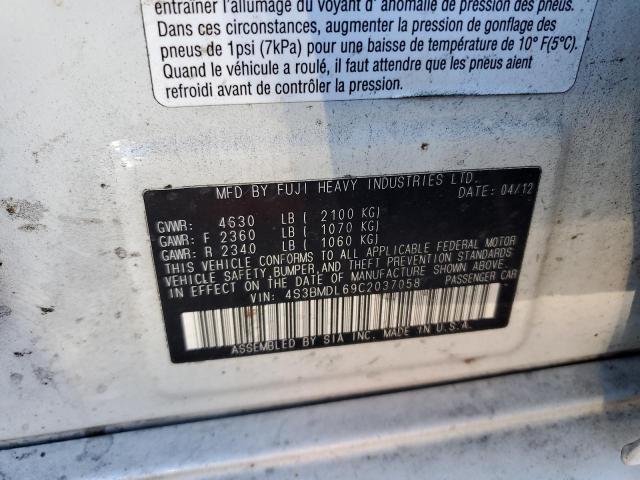 entraîner l'allumage du voyant d' anomalie de pression des pneus.
Dans ces circonstances, augmenter la pression de gonflage
des pneus de 1psi (7kPa) pour une baisse de température de 10° F(5°C).
Quand le véhicule a roulé, il faut attendre que les pneus aient
refroidi avant de contrôler la pression.
MFD BY FUJI HEAVY INDUSTRIES LTD.
DATE: 04/12
GVWR: 4630 LB ( 2100 KG)
GAWR: F 2360 LB ( 1070 KG)
GAWR: R 2340 LB ( 1060 KG)
THIS VEHICLE CONFORMS TO ALL APPLICABLE FEDERAL MOTOR
VEHICLE SAFETY, BUMPER, AND THEFT PREVENTION STANDARDS
IN EFFECT ON THE DATE OF MANUFACTURE SHOWN ABOVE.
VIN: 4S3BMDL69C2037058 PASSENGER CAR
ASSEMBLED BY SIA INC. MADE IN U.S.A.